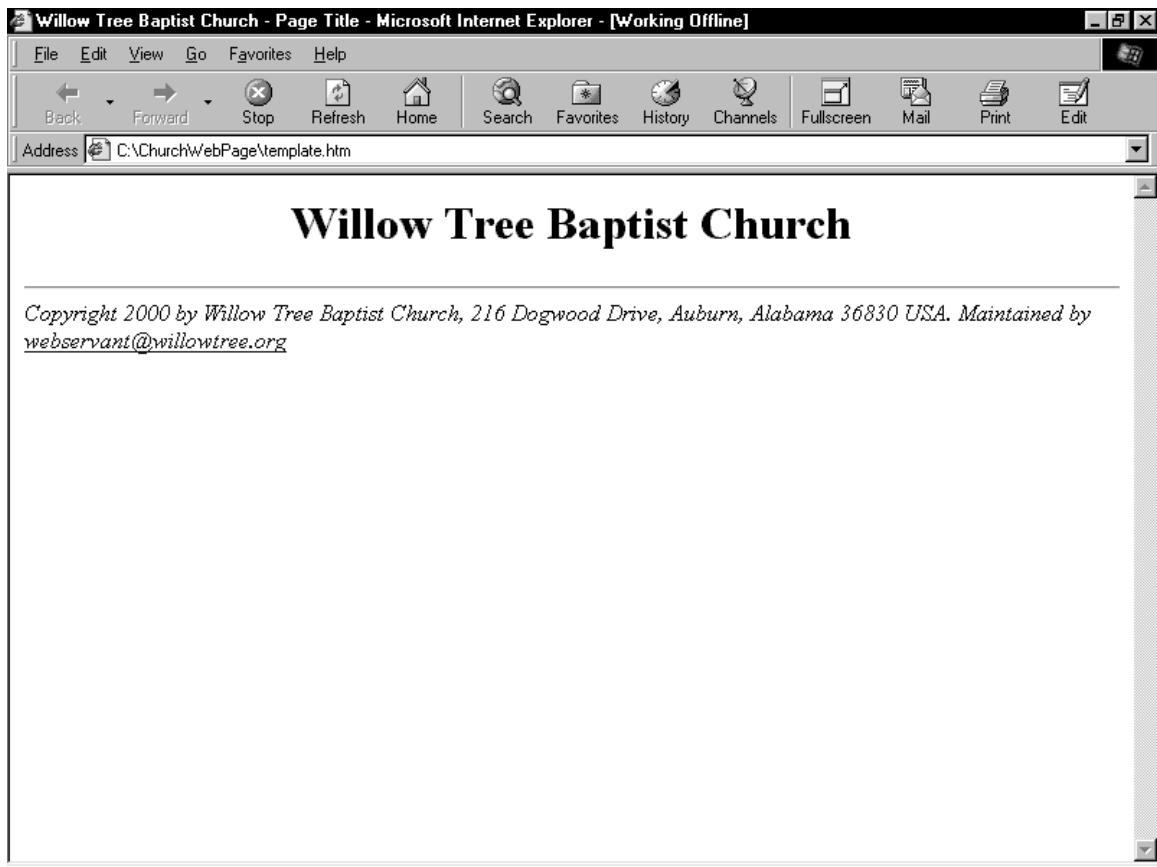 Willow Tree Baptist Church - Page Title - Microsoft Internet Explorer - [Working Offline]
File Edit View Go Favorites Help
Back Forward Stop Refresh Home Search Favorites History Channels Fullscreen Mail Print Edit
Address C:\ChurchWebPage\template.htm
Willow Tree Baptist Church
Copyright 2000 by Willow Tree Baptist Church, 216 Dogwood Drive, Auburn, Alabama 36830 USA. Maintained by
webservant@willowtree.org